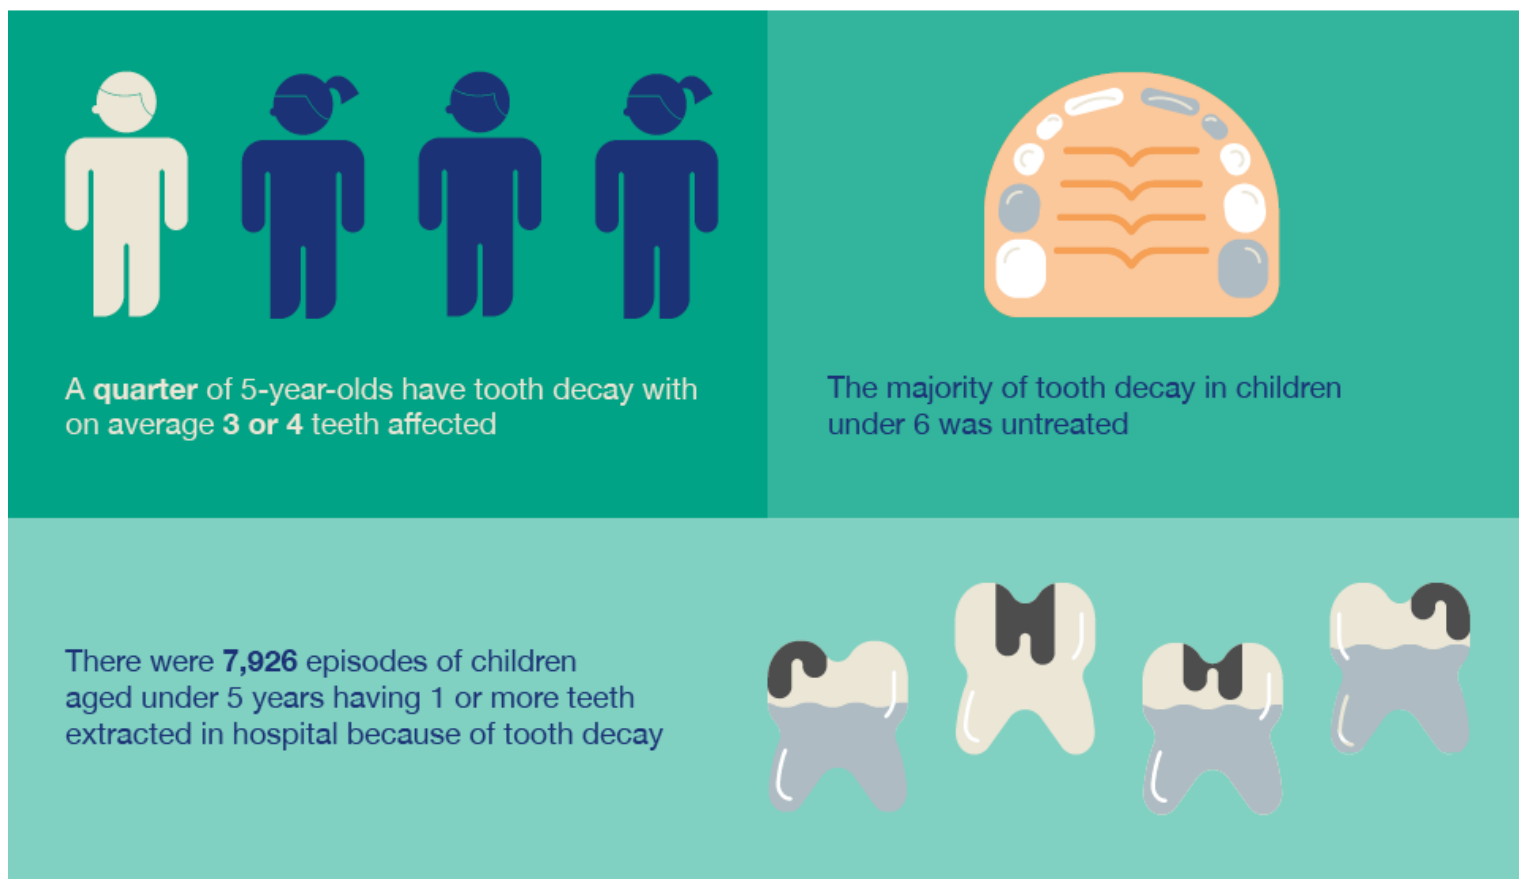 A quarter of 5-year-olds have tooth decay with
on average 3 or 4 teeth affected
The majority of tooth decay in children
under 6 was untreated
There were 7,926 episodes of children
aged under 5 years having 1 or more teeth
extracted in hospital because of tooth decay